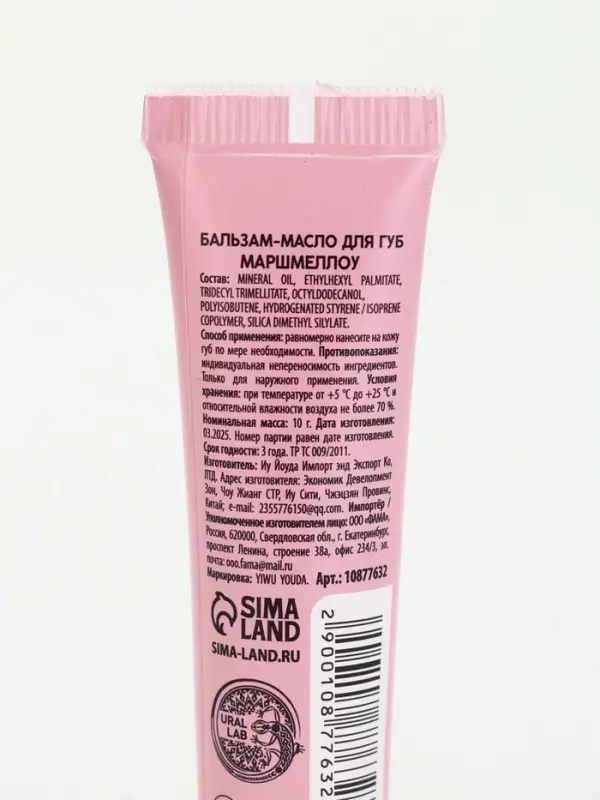 БАЛЬЗАМ-МАСЛО ДЛЯ ГУБ
МАРШМЕЛЛОУ
Состав: MINERAL OIL, ETHYLHEXYL PALMITATE,
TRIDECYL TRIMELLITATE, OCTYLDODECANOL,
POLYISOBUTENE, HYDROGENATED STYRENE / ISOPRENE
COPOLYMER, SILICA DIMETHYL SILYLATE.
Способ применения: равномерно нанесите на кожу
губ по мере необходимости. Противопоказания:
индивидуальная непереносимость ингредиентов.
Только для наружного применения. Условия
хранения: при температуре от +5 °C до +25 °C и
относительной влажности воздуха не более 70 %.
Номинальная масса: 10 г. Дата изготовления:
03.2025. Номер партии равен дате изготовления.
Срок годности: 3 года. ТР ТС 009/2011.
Изготовитель: Иу Йоуда Импорт энд Экспорт Ко,
ЛТД. Адрес изготовителя: Экономик Девелопмент
Зон, Чоу Жианг СТР, Иу Сити, Чжэцзян Провинс,
Китай; e-mail: 2355776150@qq.com. Импортёр /
Уполномоченное изготовителем лицо: ООО «ФАМА»,
Россия, 620000, Свердловская обл., г. Екатеринбург,
проспект Ленина, строение 38а, офис 234/3, эл.
почта: ooo.fama@mail.ru
Маркировка: YIWU YOUDA. Арт.: 10877632
SIMA
LAND
SIMA-LAND.RU
URAL
LAB
2 900108 77632